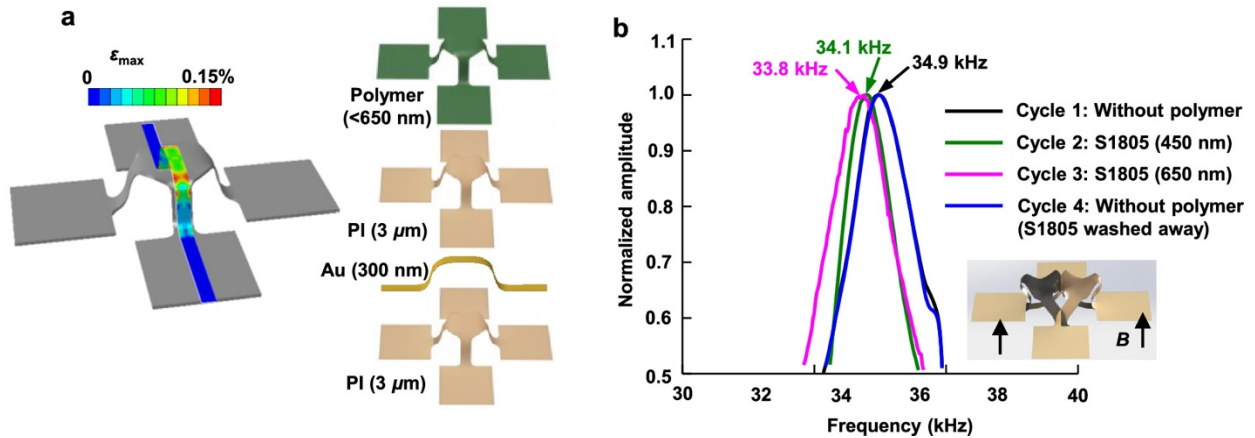 a
ε_max
0
0.15%
Polymer
(<650 nm)
PI (3 μm)
Au (300 nm)
PI (3 μm)
b
34.1 kHz
33.8 kHz
34.9 kHz
Normalized amplitude
1.1
1.0
0.9
0.8
0.7
0.6
0.5
30
32
34
36
38
40
Frequency (kHz)
Cycle 1: Without polymer
Cycle 2: S1805 (450 nm)
Cycle 3: S1805 (650 nm)
Cycle 4: Without polymer
(S1805 washed away)
B